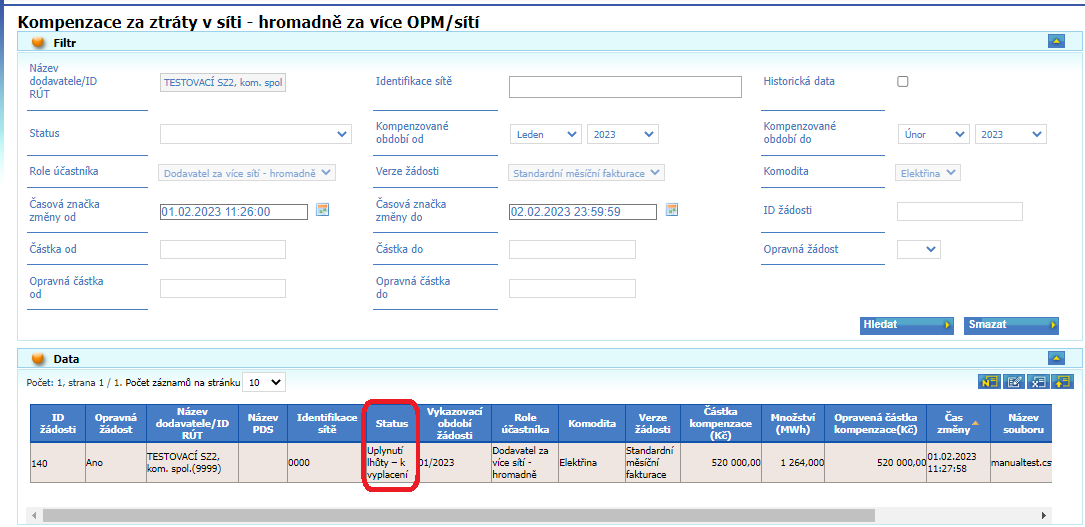 Kompenzace za ztráty v síti - hromadně za více OPM/sítí
Filtr
Název
dodavatele/ID
RÚT
TESTOVACÍ SZ2, kom. spol
Identifikace sítě
Historická data
Status
Kompenzované
období od
Leden
2023
Kompenzované
období do
Únor
2023
Role účastníka
Dodavatel za více sítí - hromadně
Verze žádosti
Standardní měsíční fakturace
Komodita
Elektřina
Časová značka
změny od
01.02.2023 11:26:00
Časová značka
změny do
02.02.2023 23:59:59
ID žádosti
Částka od
Částka do
Opravná žádost
Opravná částka
od
Opravná částka
do
Hledat
Smazat
Data
Počet: 1, strana 1 / 1. Počet záznamů na stránku 10
ID
žádosti
Opravná
žádost
Název
dodavatele/ID
RÚT
Název
PDS
Identifikace
sítě
Status
Vykazovací
období
žádosti
Role
účastníka
Komodita
Verze
žádosti
Částka
kompenzace
(Kč)
Množství
(MWh)
Opravená částka
kompenzace(Kč)
Čas
změny
Název
souboru
140
Ano
TESTOVACÍ SZ2,
kom. spol.(9999)
0000
Uplynutí
lhůty – k
vyplacení
01/2023
Dodavatel za
více sítí -
hromadně
Elektřina
Standardní
měsíční
fakturace
520 000,00
1 264,000
520 000,00
01.02.2023
11:27:58
manualtest.cs